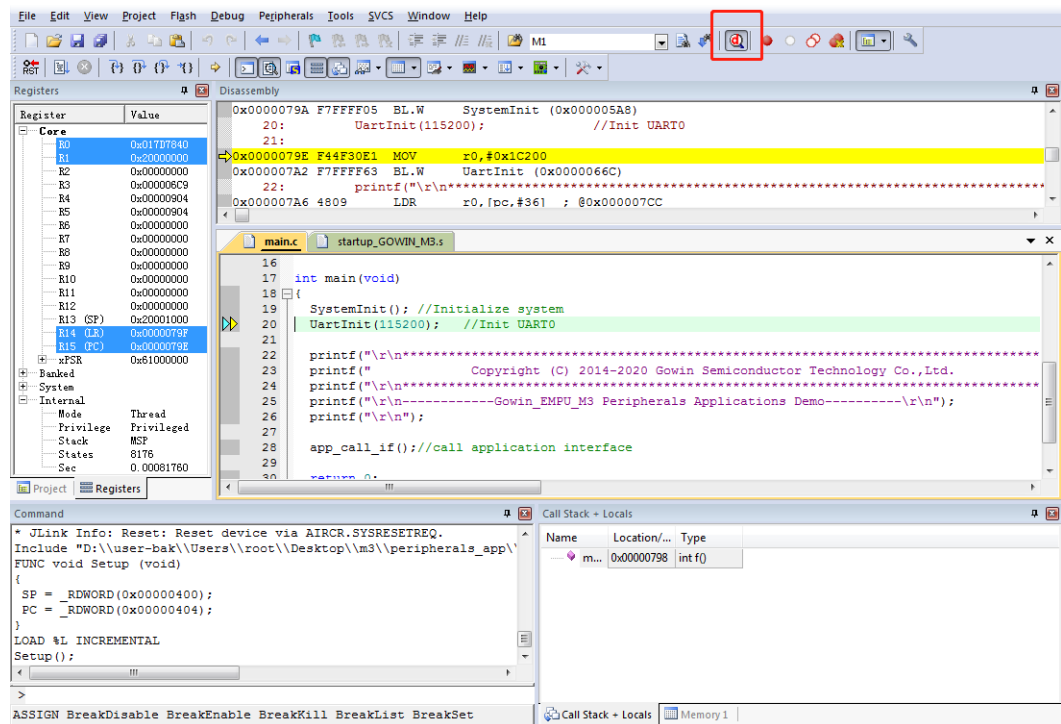 File Edit View Project Flash Debug Peripherals Tools SVCS Window Help
M1
RST
Registers
Register Value
Core
R0 0x017D7840
R1 0x20000000
R2 0x00000000
R3 0x000006C9
R4 0x00000904
R5 0x00000904
R6 0x00000000
R7 0x00000000
R8 0x00000000
R9 0x00000000
R10 0x00000000
R11 0x00000000
R12 0x00000000
R13 (SP) 0x20001000
R14 (LR) 0x0000079F
R15 (PC) 0x0000079E
xPSR 0x61000000
Banked
System
Internal
Mode Thread
Privilege Privileged
Stack MSP
States 8176
Sec 0.00081760
Project Registers
Disassembly
0x0000079A F7FFFF05 BL.W SystemInit (0x000005A8)
20: UartInit(115200); //Init UART0
21:
0x0000079E F44F30E1 MOV r0,#0x1C200
0x000007A2 F7FFFF63 BL.W UartInit (0x0000066C)
22: printf("\r\n**************************************************************************
0x000007A6 4809 LDR r0,[pc,#36] ; @0x000007CC
main.c startup_GOWIN_M3.s
16
17 int main(void)
18 {
19 SystemInit(); //Initialize system
20 UartInit(115200); //Init UART0
21
22 printf("\r\n********************************************************************************
23 printf(" Copyright (C) 2014-2020 Gowin Semiconductor Technology Co.,Ltd.
24 printf("\r\n********************************************************************************
25 printf("\r\n------------Gowin_EMPU_M3 Peripherals Applications Demo----------\r\n");
26 printf("\r\n");
27
28 app_call_if();//call application interface
29
30 return 0;
Command
* JLink Info: Reset: Reset device via AIRCR.SYSRESETREQ.
Include "D:\\user-bak\\Users\\root\\Desktop\\m3\\peripherals_app\\
FUNC void Setup (void)
{
SP = _RDWORD(0x00000400);
PC = _RDWORD(0x00000404);
}
LOAD %L INCREMENTAL
Setup();
>
ASSIGN BreakDisable BreakEnable BreakKill BreakList BreakSet
Call Stack + Locals
Name Location/... Type
m... 0x00000798 int f()
Call Stack + Locals Memory 1